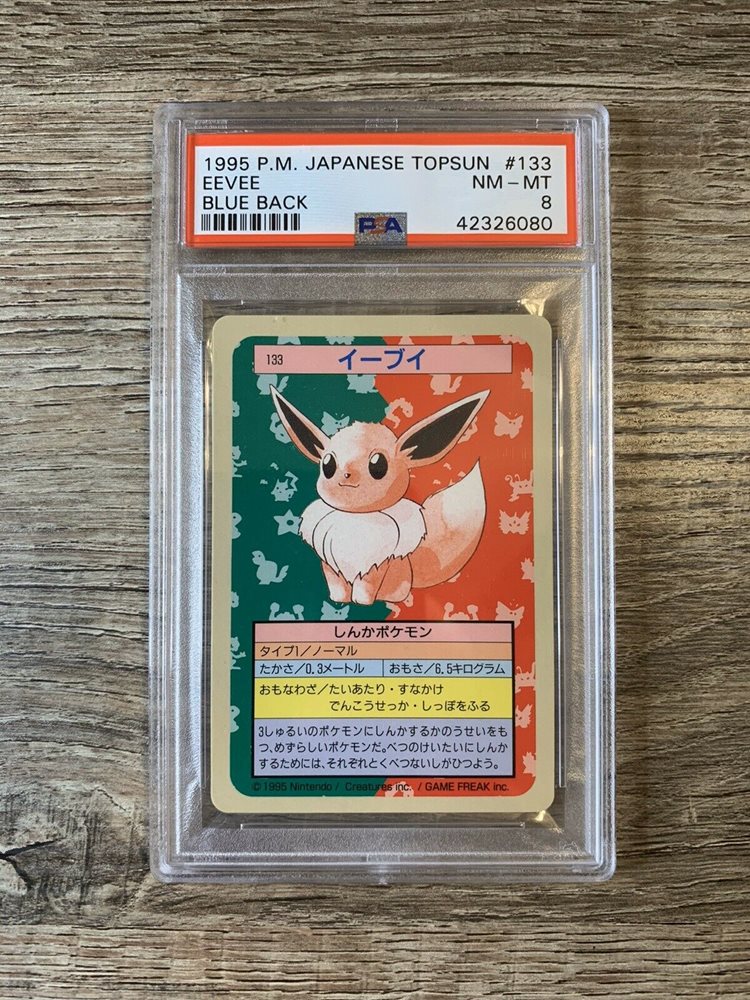 1995 P.M. JAPANESE TOPSUN #133
EEVEE NM - MT
BLUE BACK 8
PSA 42326080
133 イーブイ
しんかポケモン
タイプ1/ノーマル
たかさ/0.3メートル おもさ/6.5キログラム
おもなわざ/たいあたり・すなかけ
でんこうせっか・しっぽをふる
3しゅるいのポケモンにしんかするかのうせいをも
つ、めずらしいポケモンだ。べつのけいたいにしんか
するためには、それぞれとくべつないしがひつよう。
© 1995 Nintendo / Creatures inc. / GAME FREAK inc.